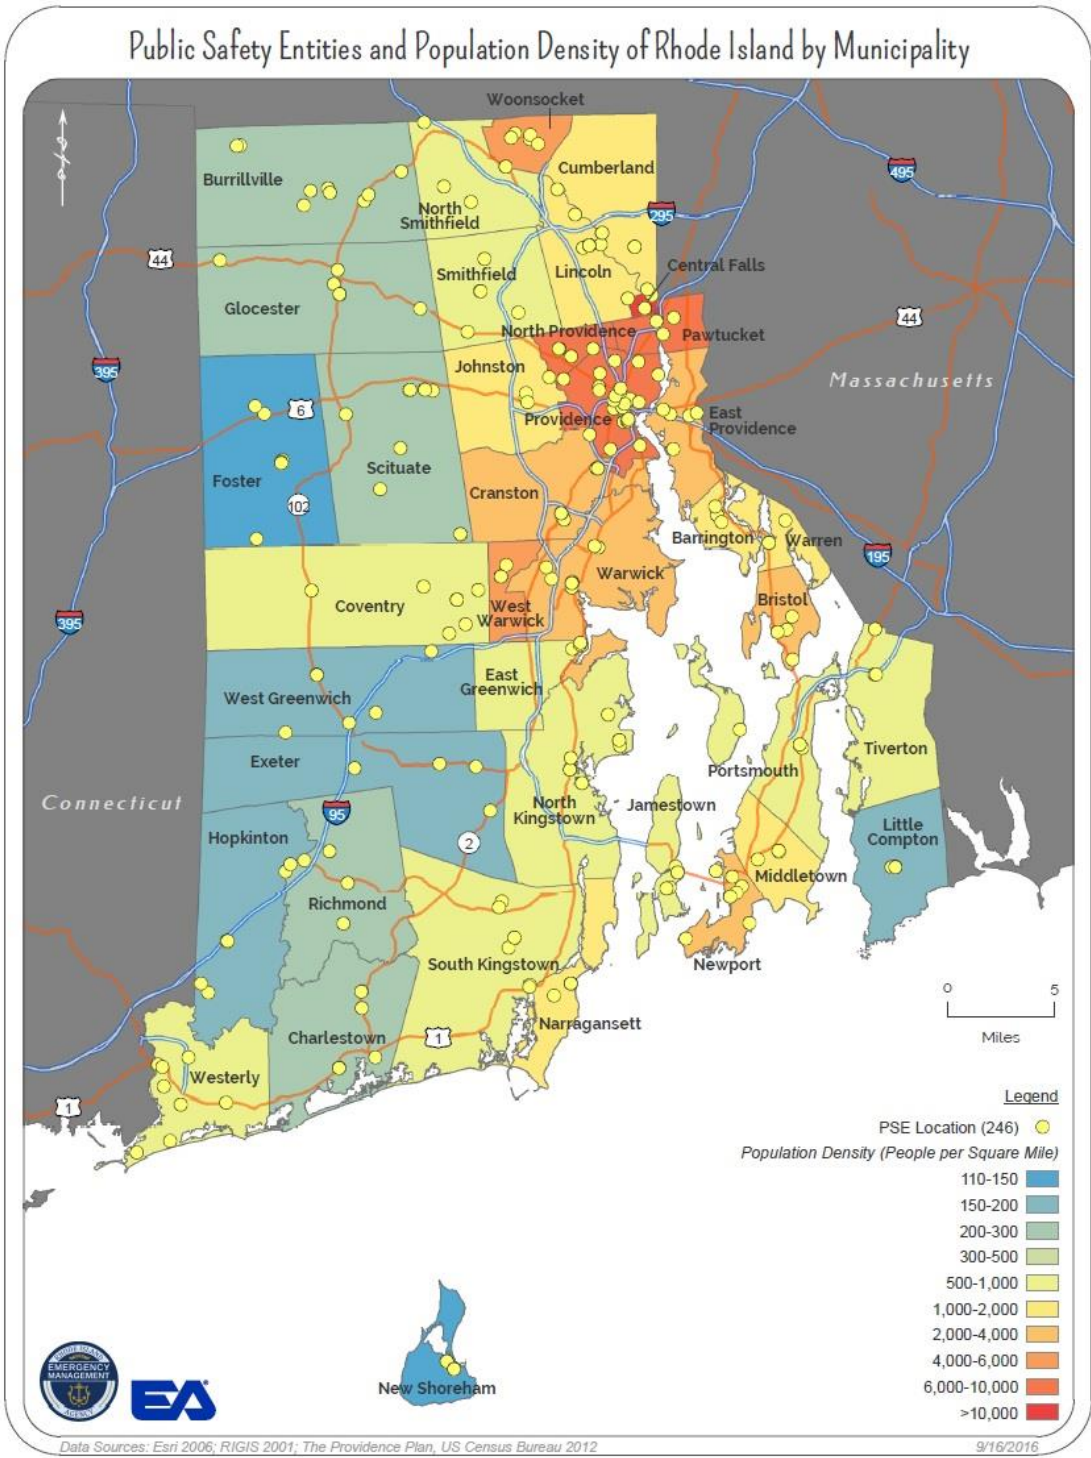 Public Safety Entities and Population Density of Rhode Island by Municipality
Woonsocket
Burrillville
Cumberland
495
North
Smithfield
295
44
Smithfield
Lincoln
Central Falls
Glocester
44
North Providence
Pawtucket
395
Johnston
Massachusetts
6
Providence
East
Providence
Foster
Scituate
Cranston
102
Barrington
Warren
195
Warwick
Coventry
West
Warwick
Bristol
395
East
Greenwich
West Greenwich
Exeter
Tiverton
Portsmouth
Connecticut
North
Kingstown
Jamestown
95
Hopkinton
2
Little
Compton
Middletown
Richmond
South Kingstown
Newport
0 5
Miles
Narragansett
Charlestown
1
Westerly
1
Legend
PSE Location (246)
Population Density (People per Square Mile)
110-150
150-200
200-300
300-500
500-1,000
1,000-2,000
2,000-4,000
4,000-6,000
6,000-10,000
>10,000
New Shoreham
RHODE ISLAND
EMERGENCY
MANAGEMENT
AGENCY
EA
Data Sources: Esri 2006; RIGIS 2001; The Providence Plan, US Census Bureau 2012
9/16/2016